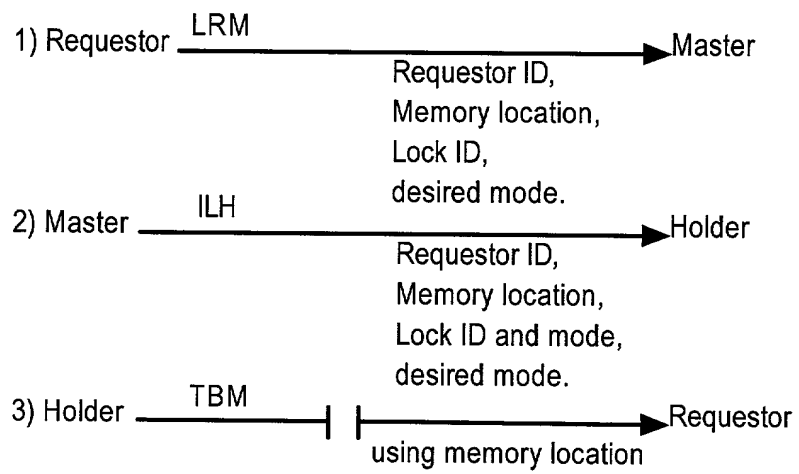 1) Requestor LRM Master
Requestor ID,
Memory location,
Lock ID,
desired mode.
2) Master ILH Holder
Requestor ID,
Memory location,
Lock ID and mode,
desired mode.
3) Holder TBM Requestor
using memory location